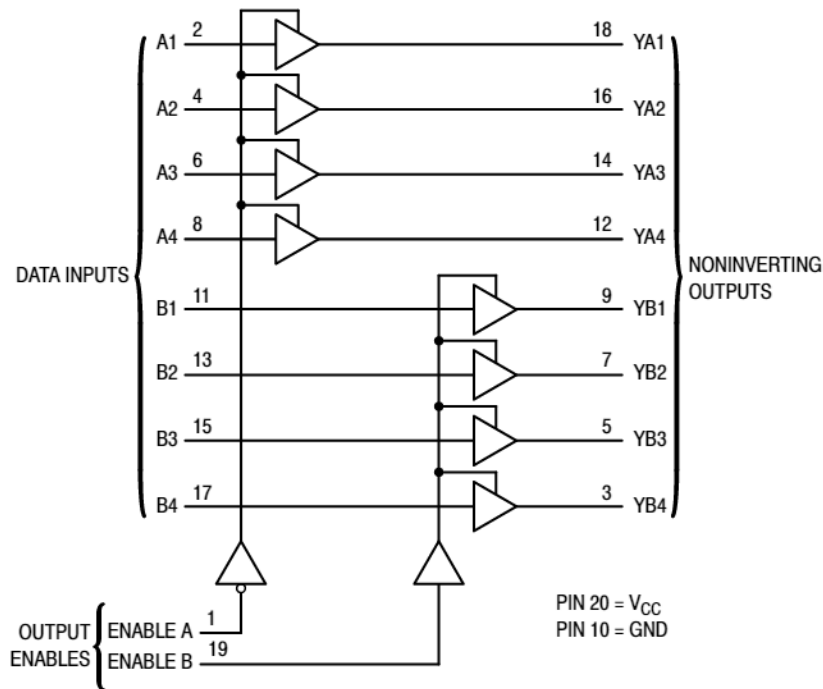 A1 2 18 YA1
A2 4 16 YA2
A3 6 14 YA3
A4 8 12 YA4
DATA INPUTS
NONINVERTING
OUTPUTS
B1 11 9 YB1
B2 13 7 YB2
B3 15 5 YB3
B4 17 3 YB4
OUTPUT
ENABLES
ENABLE A 1
ENABLE B 19
PIN 20 = VCC
PIN 10 = GND